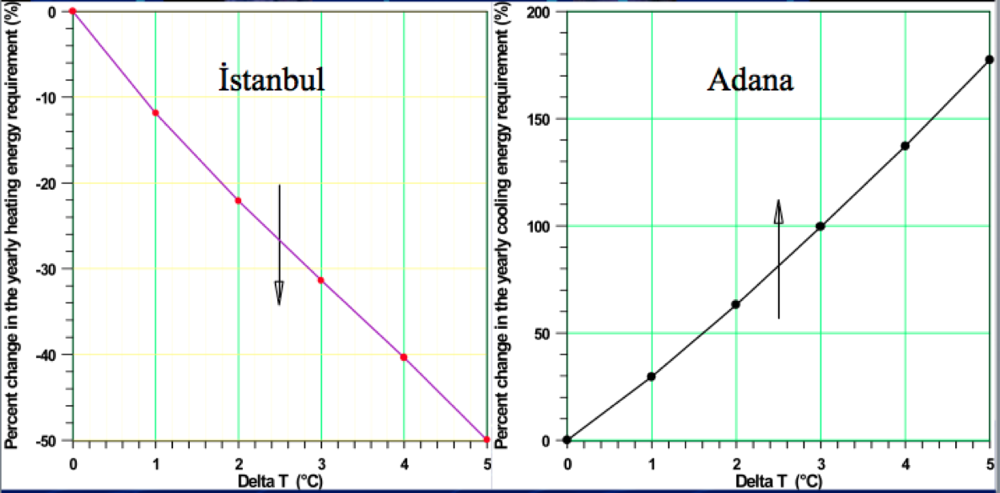 Percent change in the yearly heating energy requirement (%)
0
-10
-20
-30
-40
-50
İstanbul
0 1 2 3 4 5
Delta T (°C)
Percent change in the yearly cooling energy requirement (%)
200
150
100
50
0
Adana
0 1 2 3 4 5
Delta T (°C)